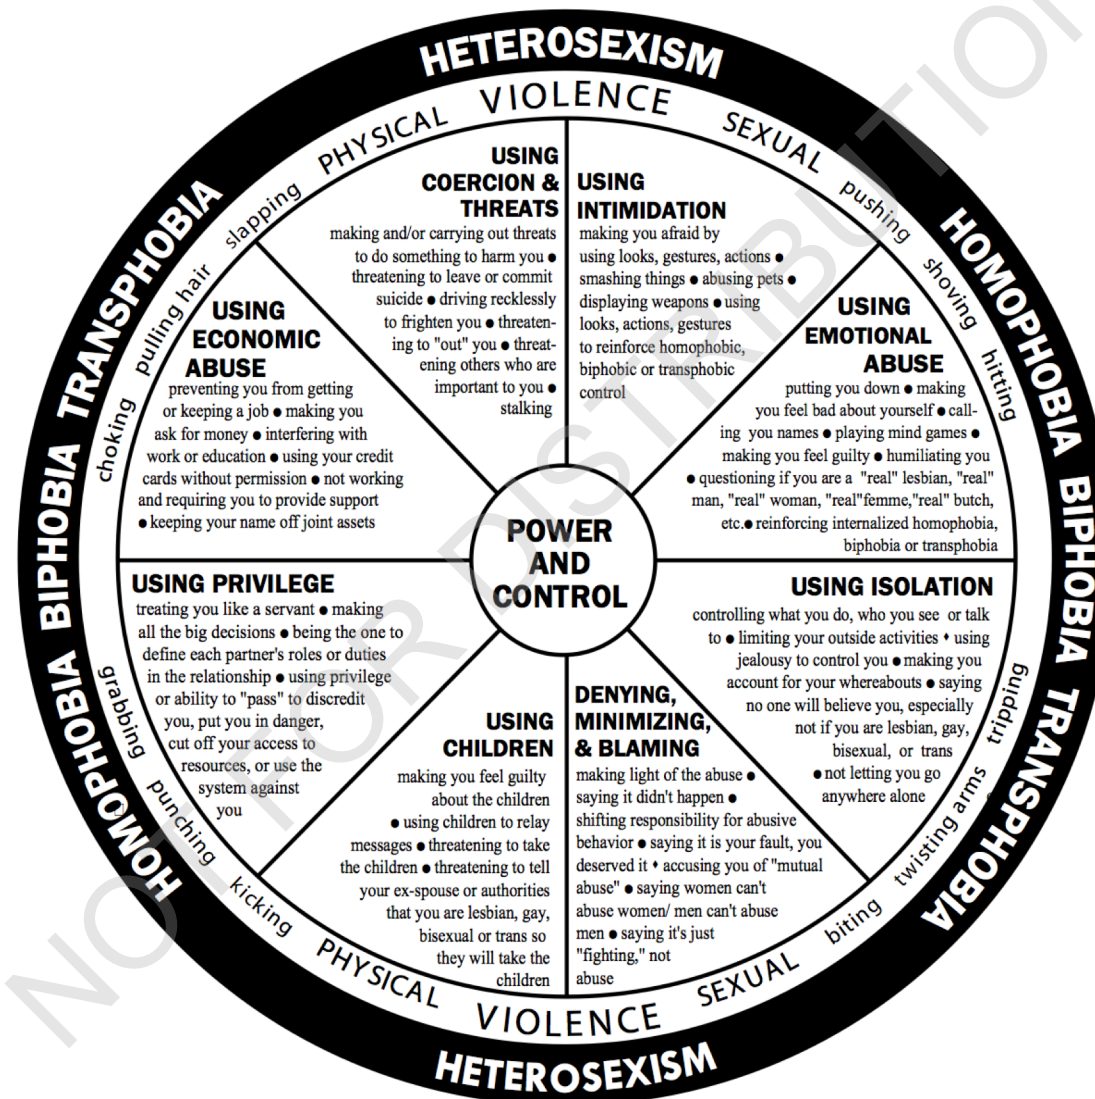 HETEROSEXISM
HOMOPHOBIA
BIPHOBIA
TRANSPHOBIA
HETEROSEXISM
HOMOPHOBIA
BIPHOBIA
TRANSPHOBIA
PHYSICAL VIOLENCE SEXUAL
pushing
shoving
hitting
tripping
twisting arms
biting
PHYSICAL VIOLENCE SEXUAL
kicking
punching
grabbing
choking
pulling hair
slapping
USING
COERCION &
THREATS
making and/or carrying out threats
to do something to harm you ●
threatening to leave or commit
suicide ● driving recklessly
to frighten you ● threaten-
ing to "out" you ● threat-
ening others who are
important to you ●
stalking
USING
INTIMIDATION
making you afraid by
using looks, gestures, actions ●
smashing things ● abusing pets ●
displaying weapons ● using
looks, actions, gestures
to reinforce homophobic,
biphobic or transphobic
control
USING
EMOTIONAL
ABUSE
putting you down ● making
you feel bad about yourself ● call-
ing you names ● playing mind games ●
making you feel guilty ● humiliating you
● questioning if you are a "real" lesbian, "real"
man, "real" woman, "real"femme,"real" butch,
etc.● reinforcing internalized homophobia,
biphobia or transphobia
USING ISOLATION
controlling what you do, who you see or talk
to ● limiting your outside activities ♦ using
jealousy to control you ● making you
account for your whereabouts ● saying
no one will believe you, especially
not if you are lesbian, gay,
bisexual, or trans
● not letting you go
anywhere alone
DENYING,
MINIMIZING,
& BLAMING
making light of the abuse ●
saying it didn't happen ●
shifting responsibility for abusive
behavior ● saying it is your fault, you
deserved it ♦ accusing you of "mutual
abuse" ● saying women can't
abuse women/ men can't abuse
men ● saying it's just
"fighting," not
abuse
USING
CHILDREN
making you feel guilty
about the children
● using children to relay
messages ● threatening to take
the children ● threatening to tell
your ex-spouse or authorities
that you are lesbian, gay,
bisexual or trans so
they will take the
children
USING PRIVILEGE
treating you like a servant ● making
all the big decisions ● being the one to
define each partner's roles or duties
in the relationship ● using privilege
or ability to "pass" to discredit
you, put you in danger,
cut off your access to
resources, or use the
system against
you
USING
ECONOMIC
ABUSE
preventing you from getting
or keeping a job ● making you
ask for money ● interfering with
work or education ● using your credit
cards without permission ● not working
and requiring you to provide support
● keeping your name off joint assets
POWER
AND
CONTROL
NOT FOR DISTRIBUTION